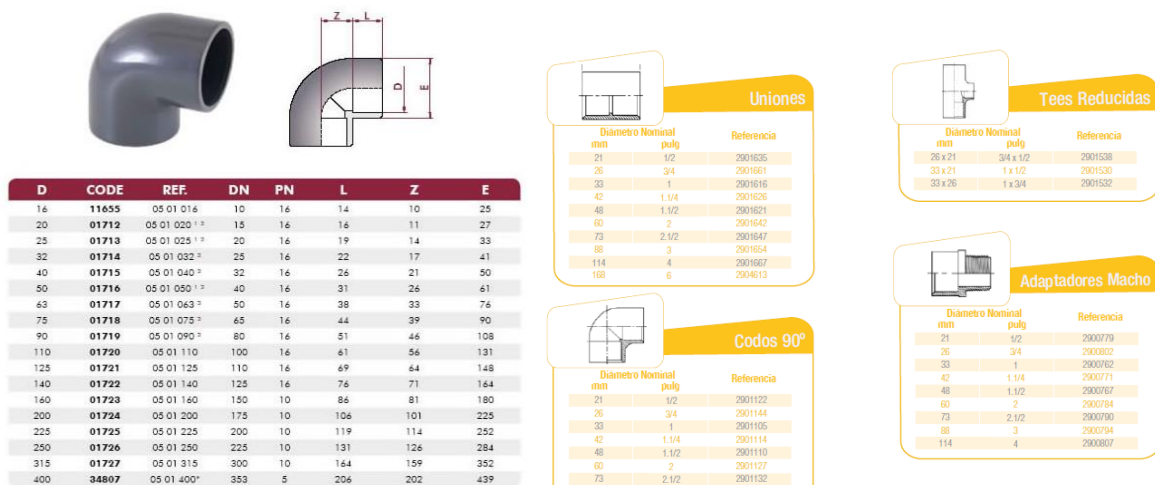 Z L
D
E
D CODE REF. DN PN L Z E
16 11655 05 01 016 10 16 14 10 25
20 01712 05 01 020 ¹ ³ 15 16 16 11 27
25 01713 05 01 025 ¹ ³ 20 16 19 14 33
32 01714 05 01 032 ³ 25 16 22 17 41
40 01715 05 01 040 ³ 32 16 26 21 50
50 01716 05 01 050 ¹ ³ 40 16 31 26 61
63 01717 05 01 063 ³ 50 16 38 33 76
75 01718 05 01 075 ³ 65 16 44 39 90
90 01719 05 01 090 ³ 80 16 51 46 108
110 01720 05 01 110 100 16 61 56 131
125 01721 05 01 125 110 16 69 64 148
140 01722 05 01 140 125 16 76 71 164
160 01723 05 01 160 150 10 86 81 180
200 01724 05 01 200 175 10 106 101 225
225 01725 05 01 225 200 10 119 114 252
250 01726 05 01 250 225 10 131 126 284
315 01727 05 01 315 300 10 164 159 352
400 34807 05 01 400* 353 5 206 202 439
Uniones
Diámetro Nominal Referencia
mm pulg
21 1/2 2901635
26 3/4 2901661
33 1 2901616
42 1.1/4 2901626
48 1.1/2 2901621
60 2 2901642
73 2.1/2 2901647
88 3 2901654
114 4 2901667
168 6 2904613
Codos 90º
Diámetro Nominal Referencia
mm pulg
21 1/2 2901122
26 3/4 2901144
33 1 2901105
42 1.1/4 2901114
48 1.1/2 2901110
60 2 2901127
73 2.1/2 2901132
Tees Reducidas
Diámetro Nominal Referencia
mm pulg
26 x 21 3/4 x 1/2 2901538
33 x 21 1 x 1/2 2901530
33 x 26 1 x 3/4 2901532
Adaptadores Macho
Diámetro Nominal Referencia
mm pulg
21 1/2 2900779
26 3/4 2900802
33 1 2900762
42 1.1/4 2900771
48 1.1/2 2900767
60 2 2900784
73 2.1/2 2900790
88 3 2900794
114 4 2900807